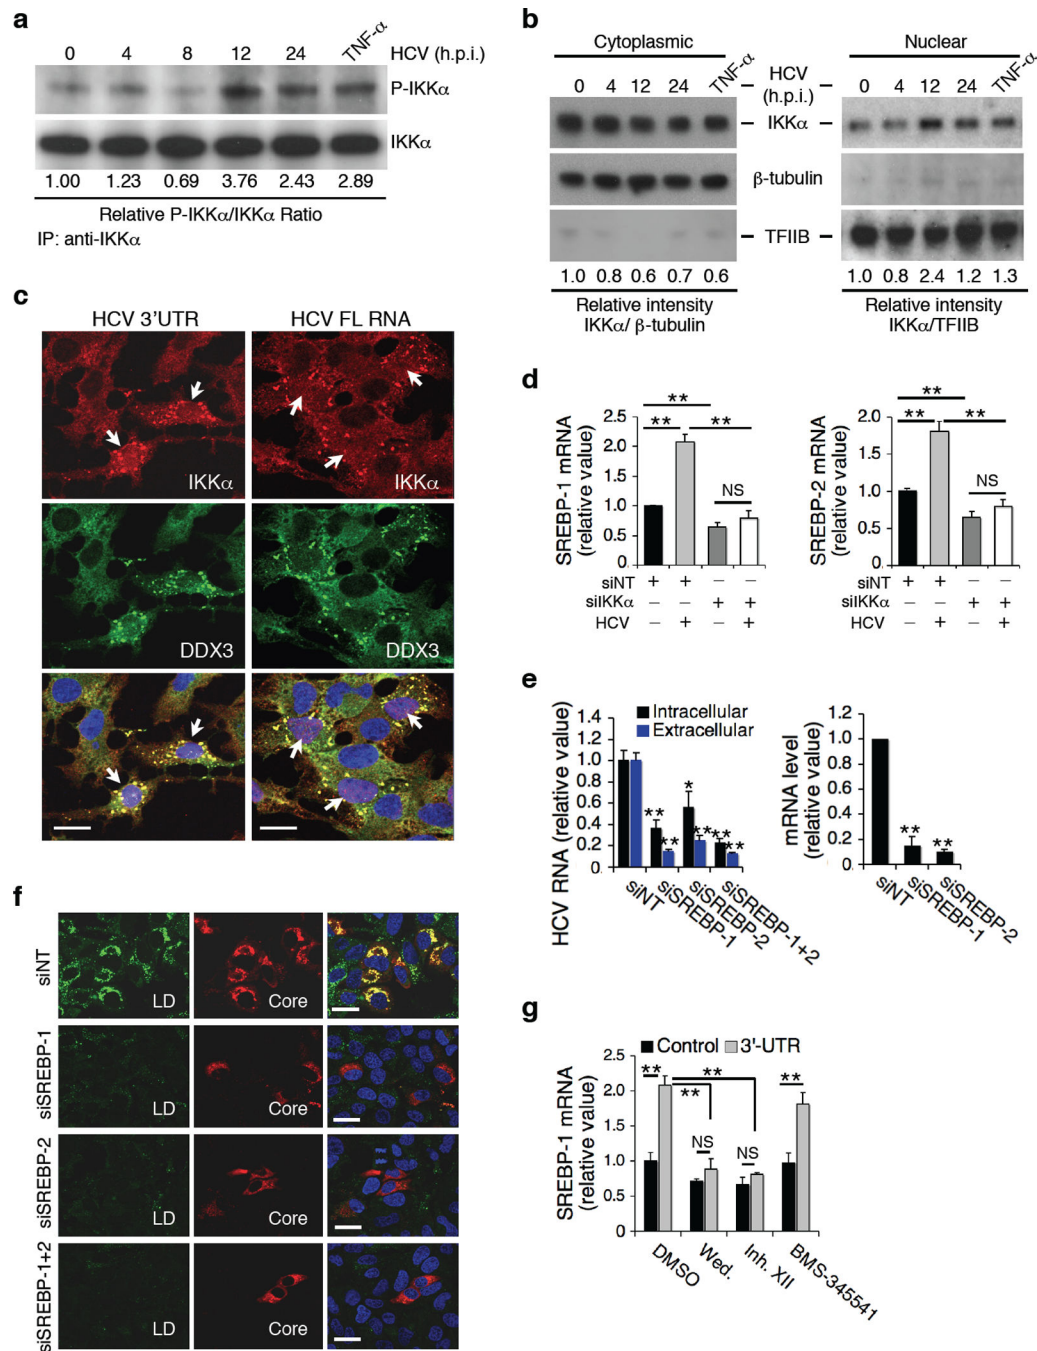 a
0 4 8 12 24 TNF-α HCV (h.p.i.)
P-IKKα
IKKα
1.00 1.23 0.69 3.76 2.43 2.89
Relative P-IKKα/IKKα Ratio
IP: anti-IKKα
b
Cytoplasmic Nuclear
0 4 12 24 TNF-α HCV (h.p.i.) 0 4 12 24 TNF-α
IKKα
β-tubulin
TFIIB
1.0 0.8 0.6 0.7 0.6 1.0 0.8 2.4 1.2 1.3
Relative intensity Relative intensity
IKKα/ β-tubulin IKKα/TFIIB
c
HCV 3’UTR HCV FL RNA
IKKα IKKα
DDX3 DDX3
d
SREBP-1 mRNA
(relative value)
2.5
2.0
1.5
1.0
0.5
0
** ** ** NS
siNT + + – –
siIKKα – – + +
HCV – + – +
SREBP-2 mRNA
(relative value)
2.0
1.5
1.0
0.5
0
** ** ** NS
siNT + + – –
siIKKα – – + +
HCV – + – +
e
HCV RNA (relative value)
1.4
1.2
1.0
0.8
0.6
0.4
0.2
0
Intracellular
Extracellular
** ** * ** ** **
siNT siSREBP-1 siSREBP-2 siSREBP-1+2
mRNA level
(relative value)
1.2
1.0
0.8
0.6
0.4
0.2
0
** **
siNT siSREBP-1 siSREBP-2
f
siNT LD Core
siSREBP-1 LD Core
siSREBP-2 LD Core
siSREBP-1+2 LD Core
g
Control 3'-UTR
SREBP-1 mRNA
(relative value)
2.5
2.0
1.5
1.0
0.5
0
** ** ** **
NS NS
DMSO Wed. Inh. XII BMS-345541